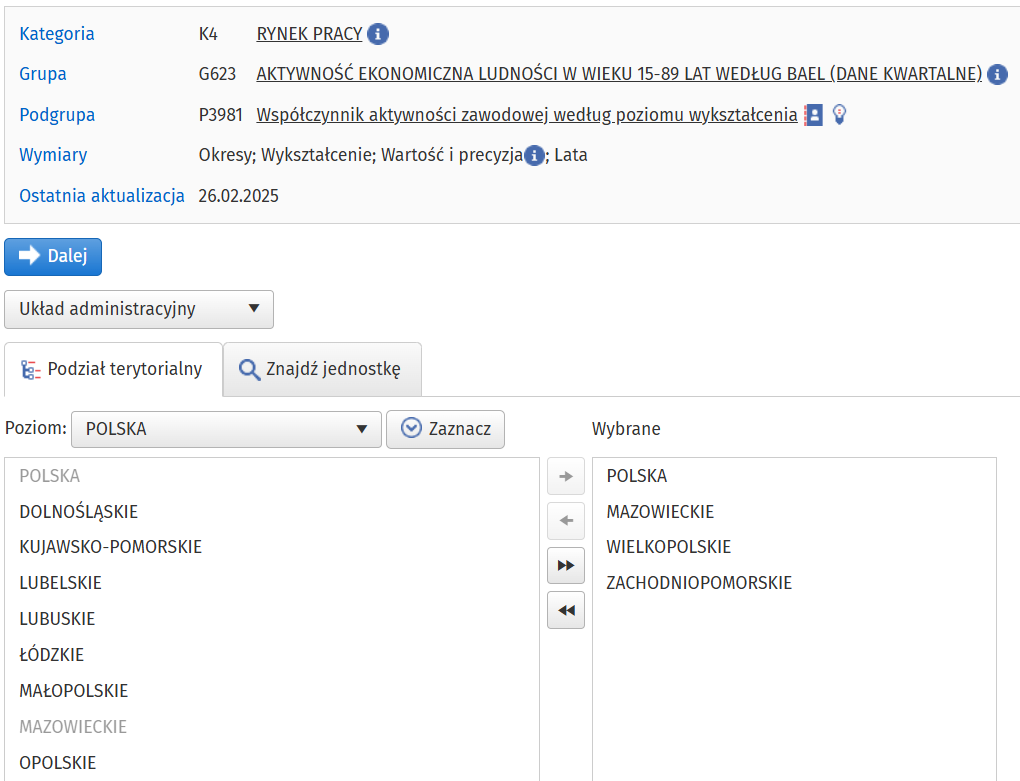 Kategoria K4 RYNEK PRACY
Grupa G623 AKTYWNOŚĆ EKONOMICZNA LUDNOŚCI W WIEKU 15-89 LAT WEDŁUG BAEL (DANE KWARTALNE)
Podgrupa P3981 Współczynnik aktywności zawodowej według poziomu wykształcenia
Wymiary Okresy; Wykształcenie; Wartość i precyzja; Lata
Ostatnia aktualizacja 26.02.2025
Dalej
Układ administracyjny
Podział terytorialny Znajdź jednostkę
Poziom: POLSKA Zaznacz Wybrane
POLSKA
DOLNOŚLĄSKIE
KUJAWSKO-POMORSKIE
LUBELSKIE
LUBUSKIE
ŁÓDZKIE
MAŁOPOLSKIE
MAZOWIECKIE
OPOLSKIE
POLSKA
MAZOWIECKIE
WIELKOPOLSKIE
ZACHODNIOPOMORSKIE